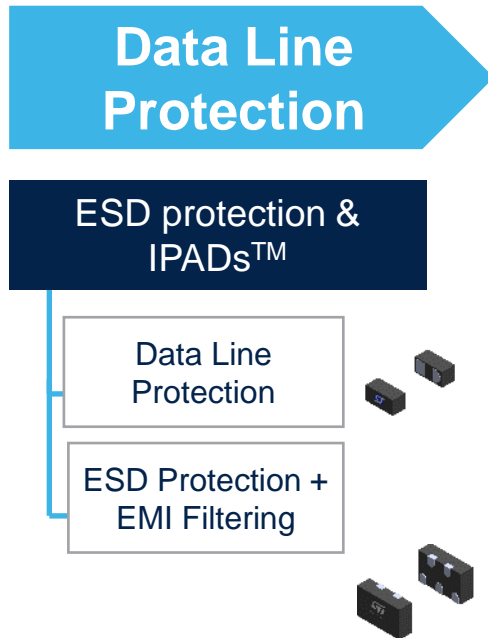 Data Line
Protection
ESD protection &
IPADs™
Data Line
Protection
ESD Protection +
EMI Filtering